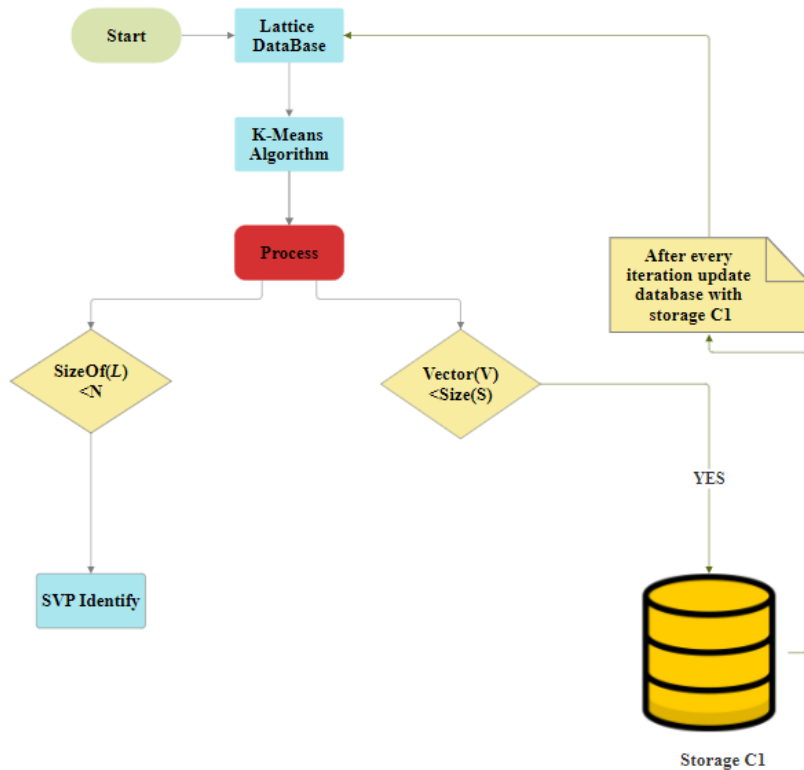 Start
Lattice
DataBase
K-Means
Algorithm
Process
After every
iteration update
database with
storage C1
SizeOf(L)
<N
Vector(V)
<Size(S)
YES
SVP Identify
Storage C1